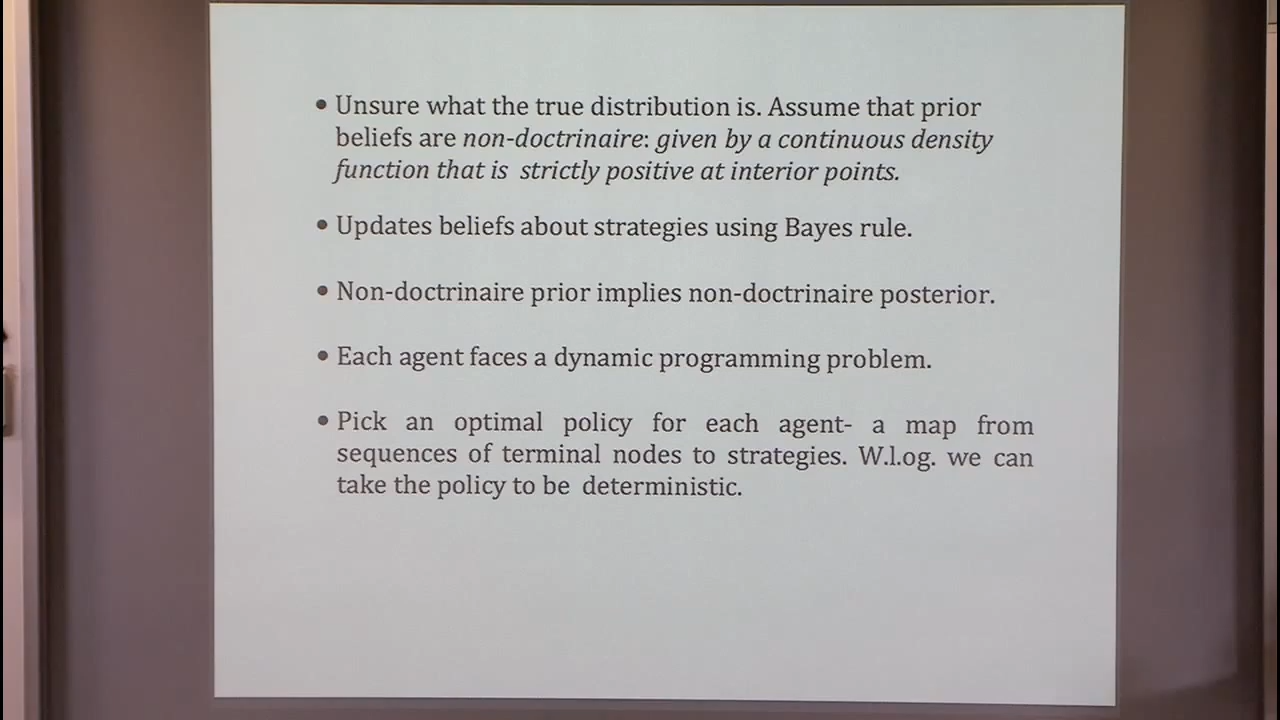 • Unsure what the true distribution is. Assume that prior
beliefs are non-doctrinaire: given by a continuous density
function that is strictly positive at interior points.
• Updates beliefs about strategies using Bayes rule.
• Non-doctrinaire prior implies non-doctrinaire posterior.
• Each agent faces a dynamic programming problem.
• Pick an optimal policy for each agent- a map from
sequences of terminal nodes to strategies. W.l.og. we can
take the policy to be deterministic.